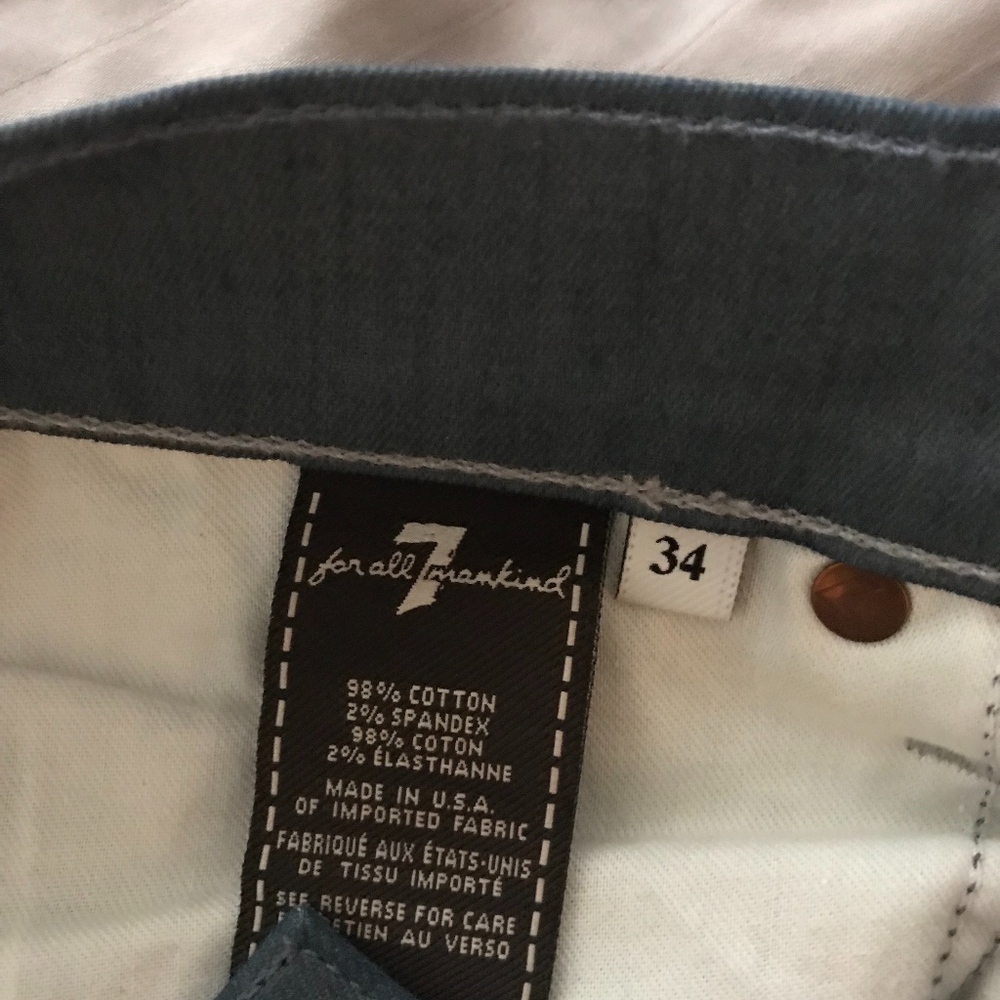 7
for all mankind
34
98% COTTON
2% SPANDEX
98% COTON
2% ÉLASTHANNE
MADE IN U.S.A.
OF IMPORTED FABRIC
FABRIQUÉ AUX ÉTATS-UNIS
DE TISSU IMPORTÉ
SEE REVERSE FOR CARE
AU VERSO